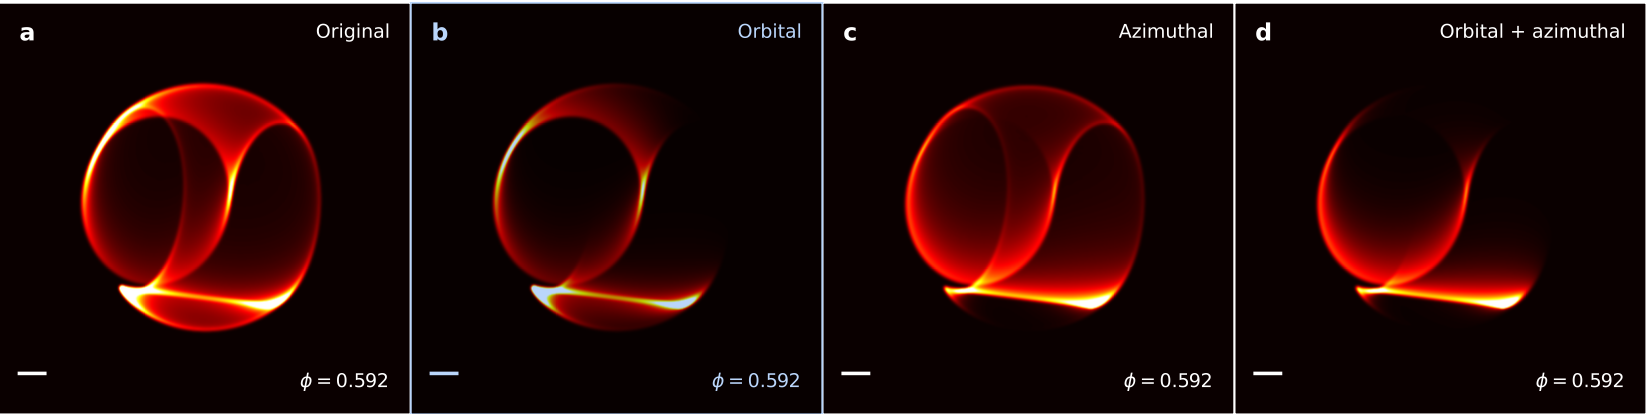 a Original
b Orbital
c Azimuthal
d Orbital + azimuthal
ϕ = 0.592
ϕ = 0.592
ϕ = 0.592
ϕ = 0.592